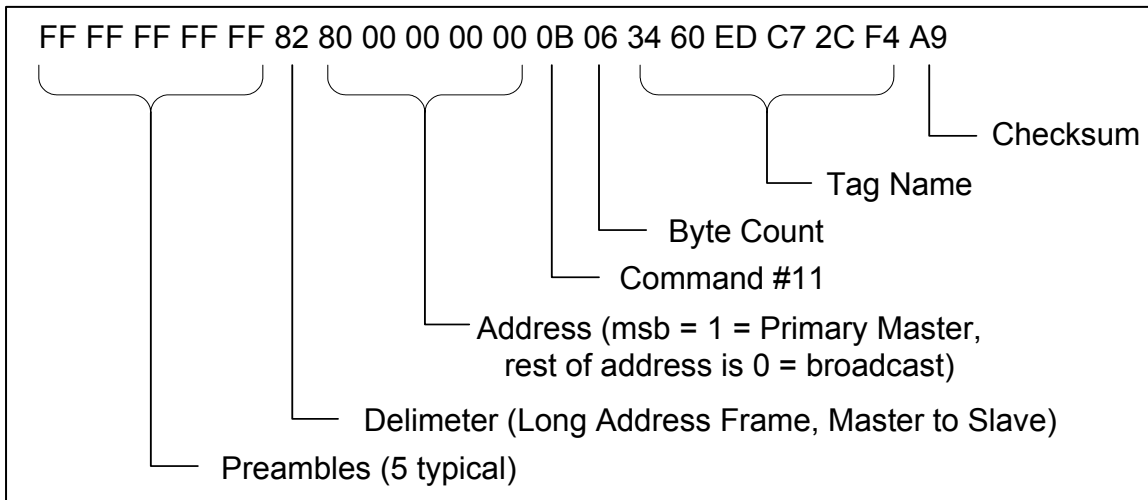 FF FF FF FF FF 82 80 00 00 00 00 0B 06 34 60 ED C7 2C F4 A9
Checksum
Tag Name
Byte Count
Command #11
Address (msb = 1 = Primary Master,
rest of address is 0 = broadcast)
Delimeter (Long Address Frame, Master to Slave)
Preambles (5 typical)